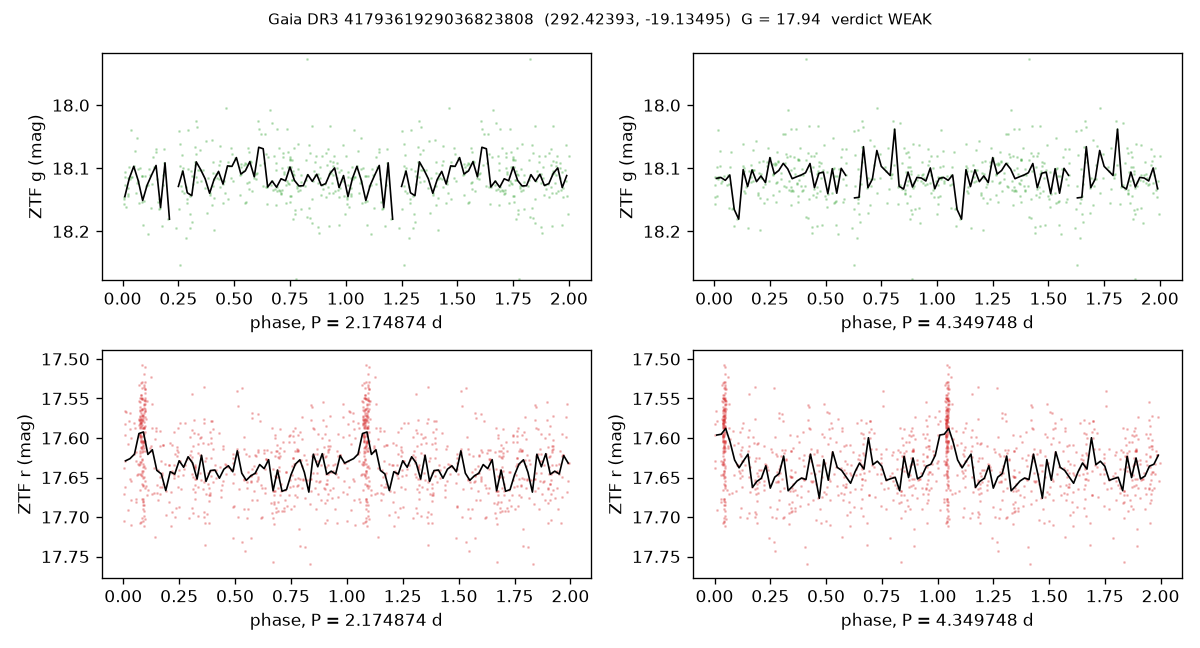 Gaia DR3 4179361929036823808 (292.42393, -19.13495) G = 17.94 verdict WEAK
ZTF g (mag)
18.0
18.1
18.2
0.00 0.25 0.50 0.75 1.00 1.25 1.50 1.75 2.00
phase, P = 2.174874 d
ZTF g (mag)
18.0
18.1
18.2
0.00 0.25 0.50 0.75 1.00 1.25 1.50 1.75 2.00
phase, P = 4.349748 d
ZTF r (mag)
17.50
17.55
17.60
17.65
17.70
17.75
0.00 0.25 0.50 0.75 1.00 1.25 1.50 1.75 2.00
phase, P = 2.174874 d
ZTF r (mag)
17.50
17.55
17.60
17.65
17.70
17.75
0.00 0.25 0.50 0.75 1.00 1.25 1.50 1.75 2.00
phase, P = 4.349748 d